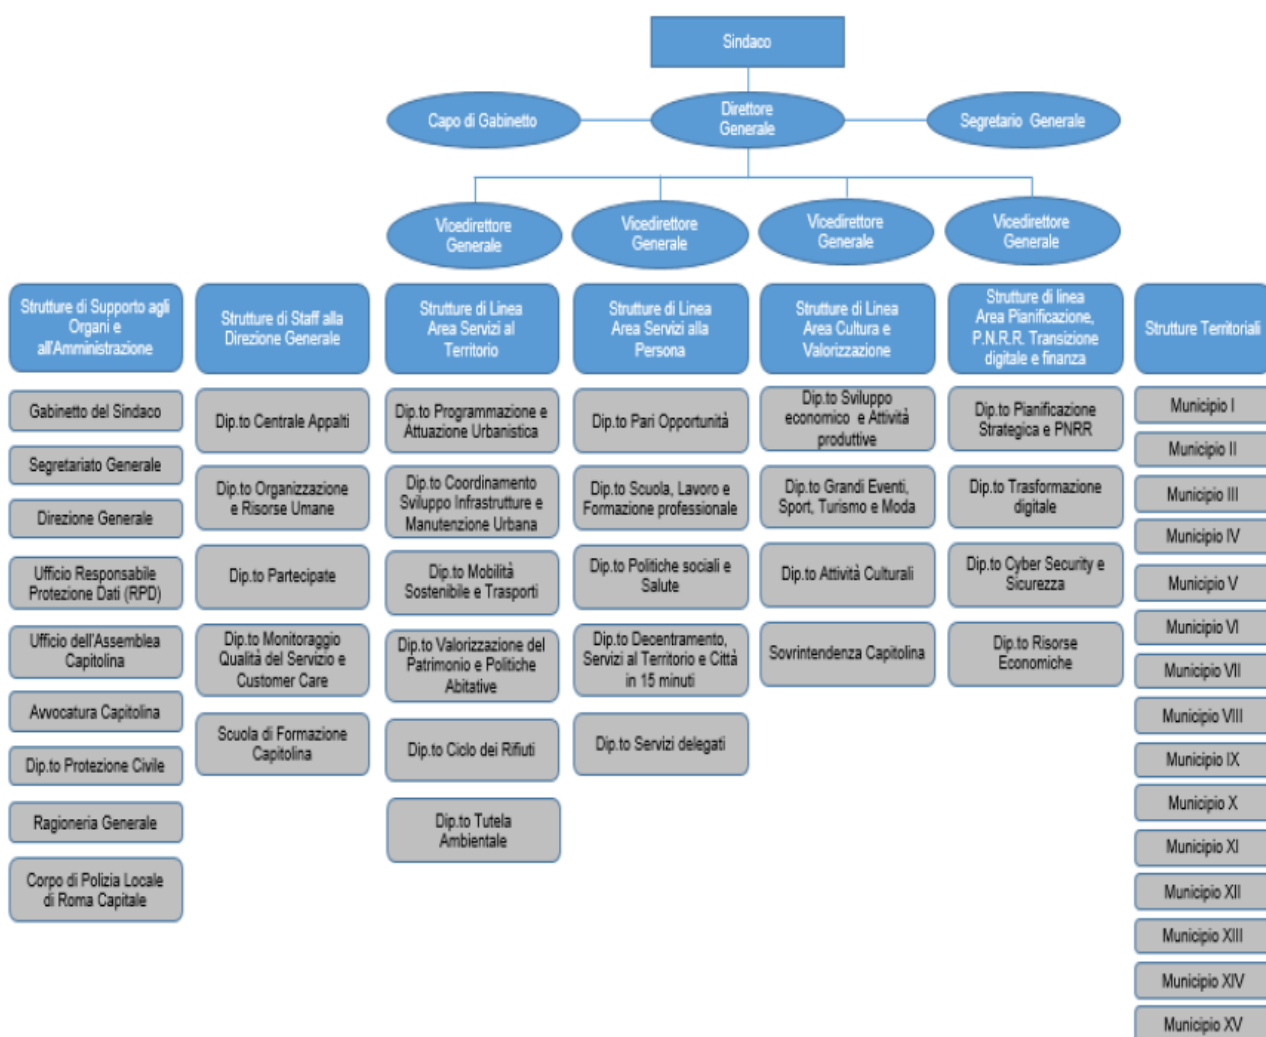 Sindaco
Capo di Gabinetto
Direttore
Generale
Segretario Generale
Vicedirettore
Generale
Vicedirettore
Generale
Vicedirettore
Generale
Vicedirettore
Generale
Strutture di Supporto agli
Organi e
all'Amministrazione
Gabinetto del Sindaco
Segretariato Generale
Direzione Generale
Ufficio Responsabile
Protezione Dati (RPD)
Ufficio dell'Assemblea
Capitolina
Avvocatura Capitolina
Dip.to Protezione Civile
Ragioneria Generale
Corpo di Polizia Locale
di Roma Capitale
Strutture di Staff alla
Direzione Generale
Dip.to Centrale Appalti
Dip.to Organizzazione
e Risorse Umane
Dip.to Partecipate
Dip.to Monitoraggio
Qualità del Servizio e
Customer Care
Scuola di Formazione
Capitolina
Strutture di Linea
Area Servizi al
Territorio
Dip.to Programmazione e
Attuazione Urbanistica
Dip.to Coordinamento
Sviluppo Infrastrutture e
Manutenzione Urbana
Dip.to Mobilità
Sostenibile e Trasporti
Dip.to Valorizzazione del
Patrimonio e Politiche
Abitative
Dip.to Ciclo dei Rifiuti
Dip.to Tutela
Ambientale
Strutture di Linea
Area Servizi alla
Persona
Dip.to Pari Opportunità
Dip.to Scuola, Lavoro e
Formazione professionale
Dip.to Politiche sociali e
Salute
Dip.to Decentramento,
Servizi al Territorio e Città
in 15 minuti
Dip.to Servizi delegati
Strutture di Linea
Area Cultura e
Valorizzazione
Dip.to Sviluppo
economico e Attività
produttive
Dip.to Grandi Eventi,
Sport, Turismo e Moda
Dip.to Attività Culturali
Sovrintendenza Capitolina
Strutture di linea
Area Pianificazione,
P.N.R.R. Transizione
digitale e finanza
Dip.to Pianificazione
Strategica e PNRR
Dip.to Trasformazione
digitale
Dip.to Cyber Security e
Sicurezza
Dip.to Risorse
Economiche
Strutture Territoriali
Municipio I
Municipio II
Municipio III
Municipio IV
Municipio V
Municipio VI
Municipio VII
Municipio VIII
Municipio IX
Municipio X
Municipio XI
Municipio XII
Municipio XIII
Municipio XIV
Municipio XV